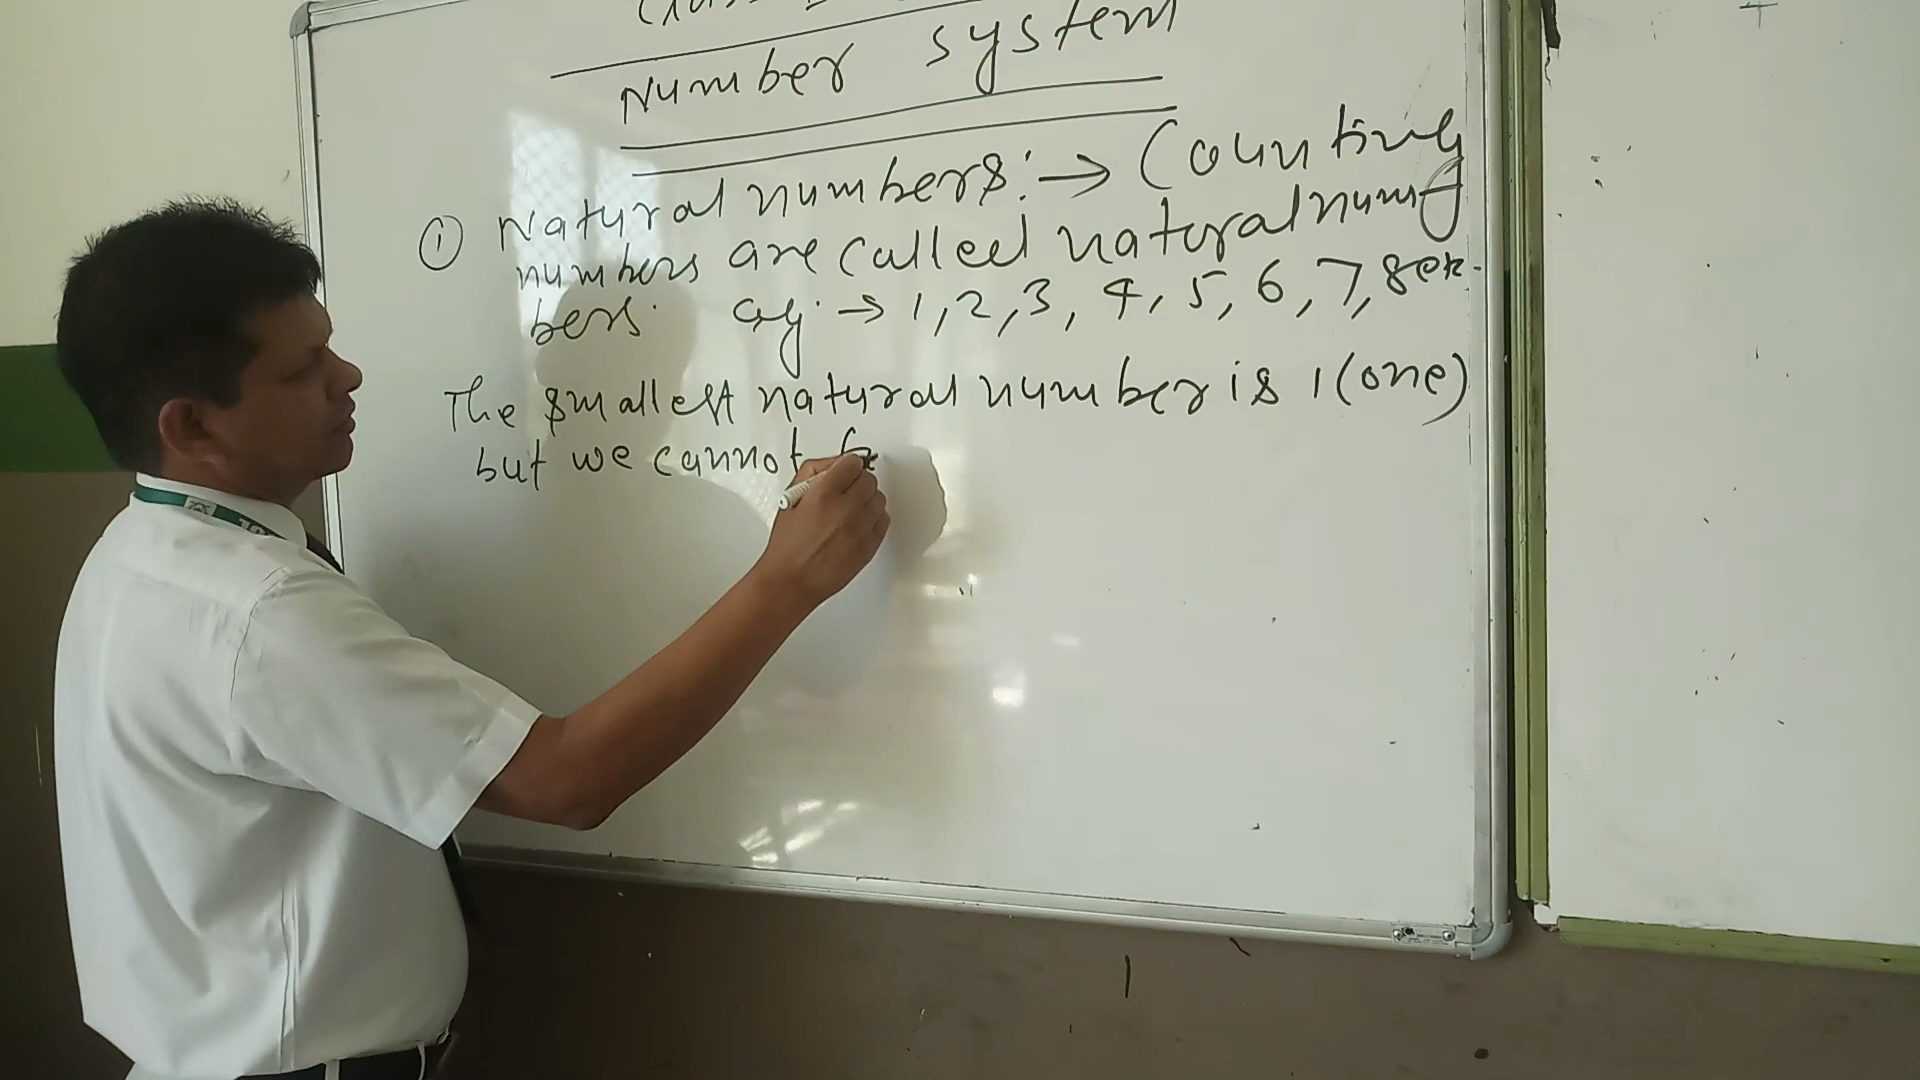 Class
Number system
① Natural numbers:→ Counting
numbers are called natural num-
bers. eg. → 1, 2, 3, 4, 5, 6, 7, 8 etc.
The smallest natural number is 1 (one)
but we cannot